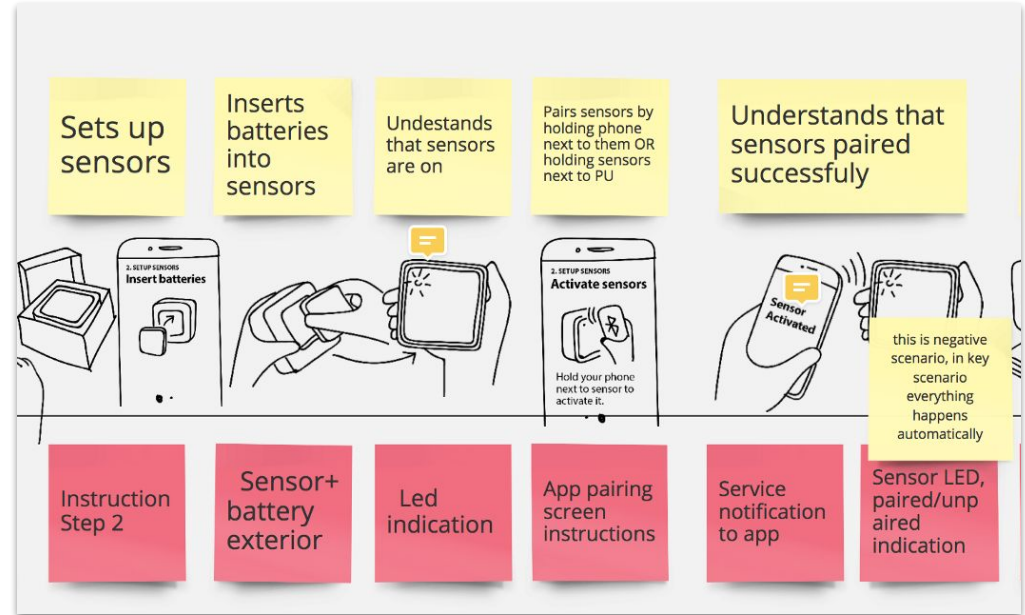 Sets up
sensors
Inserts
batteries
into
sensors
Undestands
that sensors
are on
Pairs sensors by
holding phone
next to them OR
holding sensors
next to PU
Understands that
sensors paired
successfuly
2. SETUP SENSORS
Insert batteries
2. SETUP SENSORS
Activate sensors
Hold your phone
next to sensor to
activate it.
Sensor
Activated
this is negative
scenario, in key
scenario
everything
happens
automatically
Instruction
Step 2
Sensor+
battery
exterior
Led
indication
App pairing
screen
instructions
Service
notification
to app
Sensor LED,
paired/unp
aired
indication